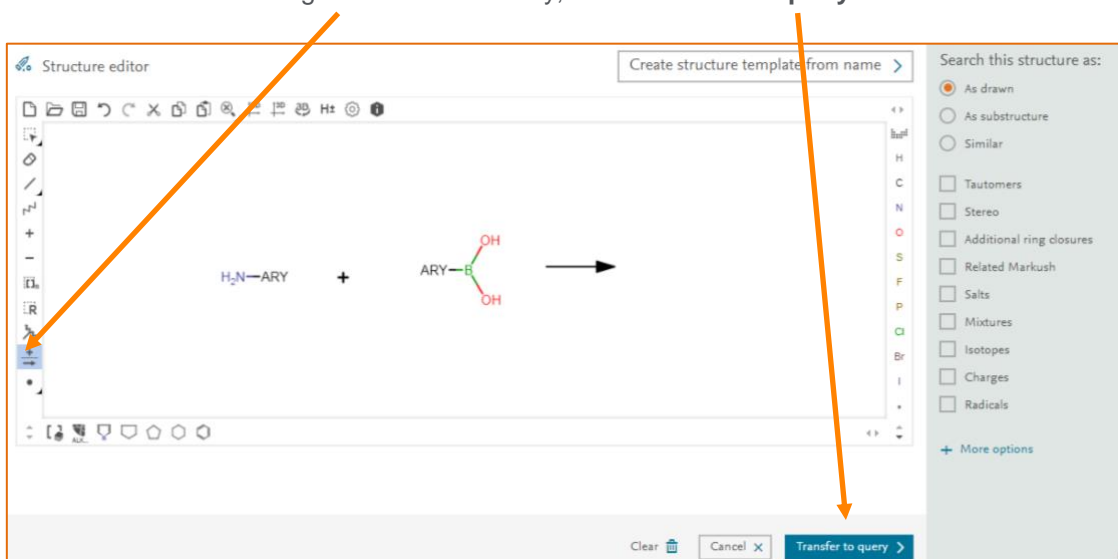 Structure editor
Create structure template from name
Search this structure as:
As drawn
As substructure
Similar
Tautomers
Stereo
Additional ring closures
Related Markush
Salts
Mixtures
Isotopes
Charges
Radicals
+ More options
H±
H
C
N
O
S
F
P
Cl
Br
I
R
H₂N—ARY + ARY—B
OH
OH
Clear
Cancel X
Transfer to query